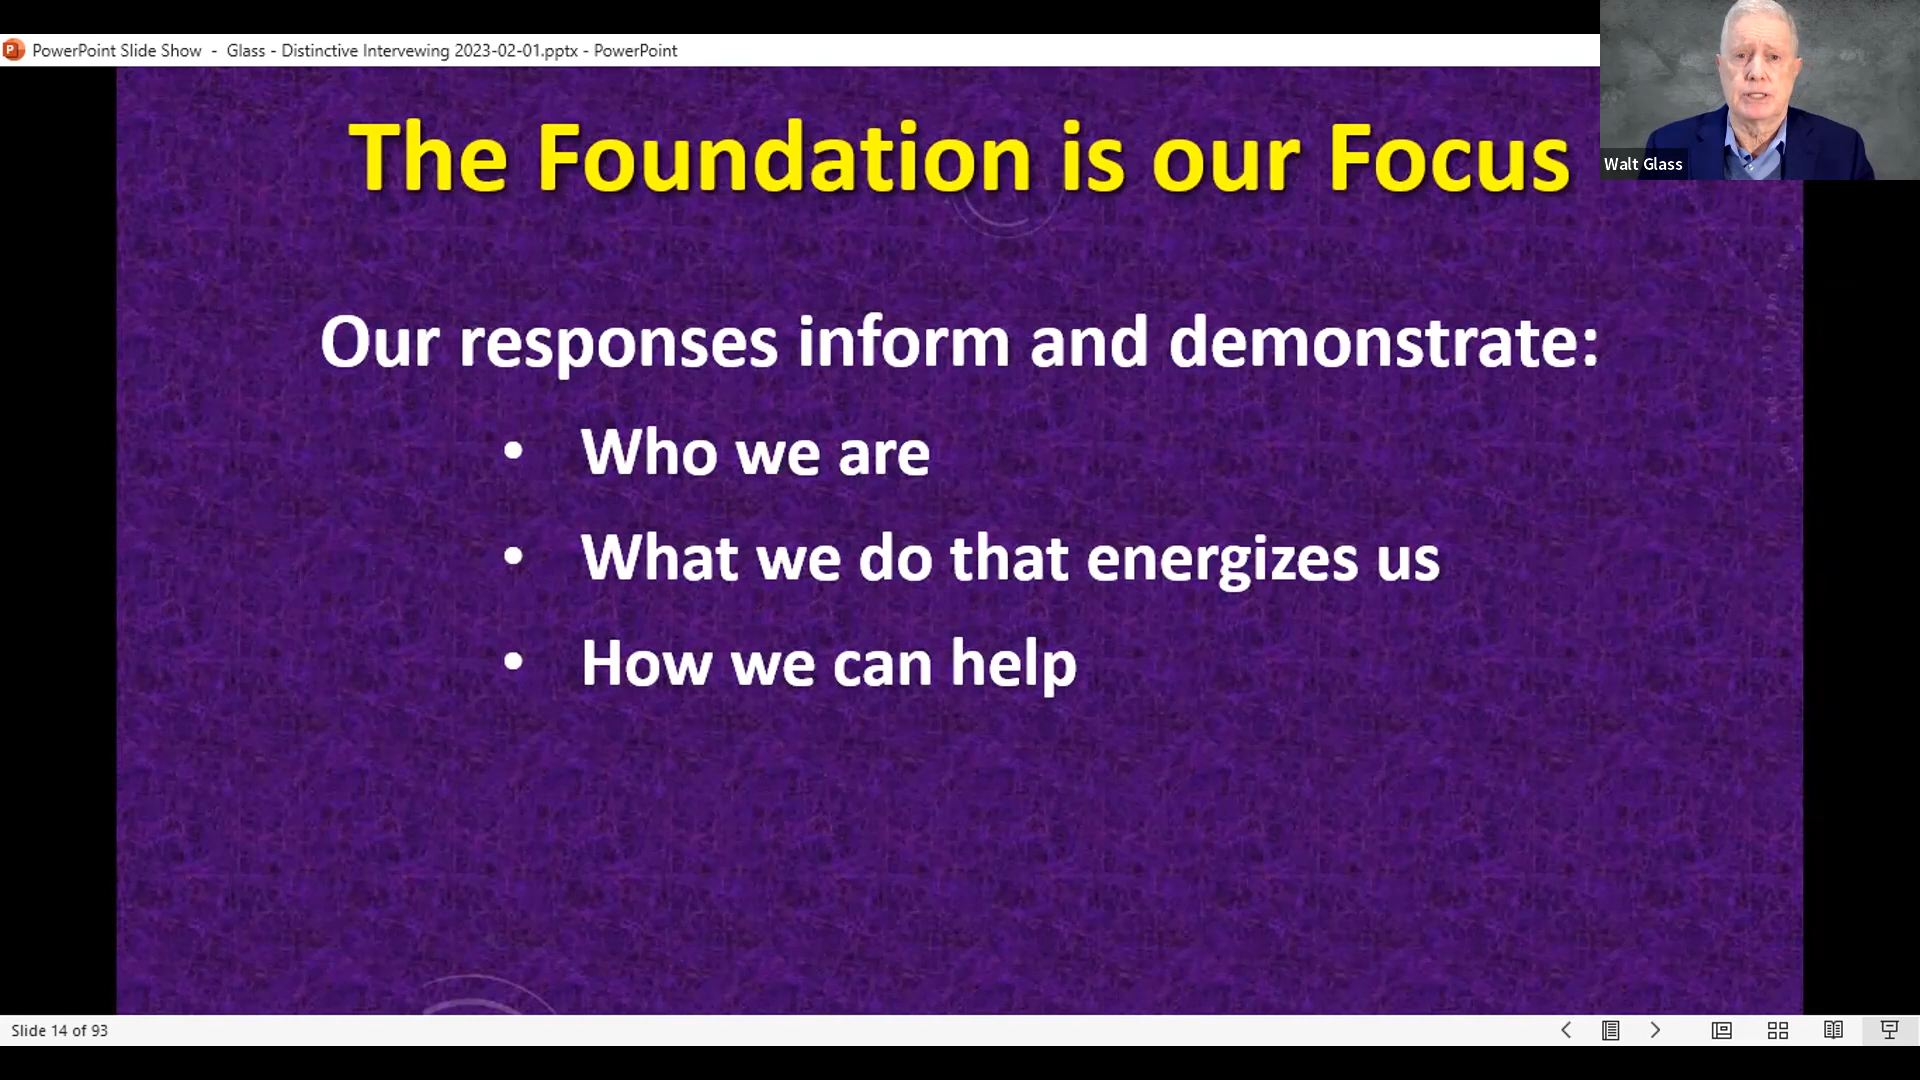 PowerPoint Slide Show - Glass - Distinctive Intervewing 2023-02-01.pptx - PowerPoint
Walt Glass
The Foundation is our Focus
Our responses inform and demonstrate:
• Who we are
• What we do that energizes us
• How we can help
Slide 14 of 93